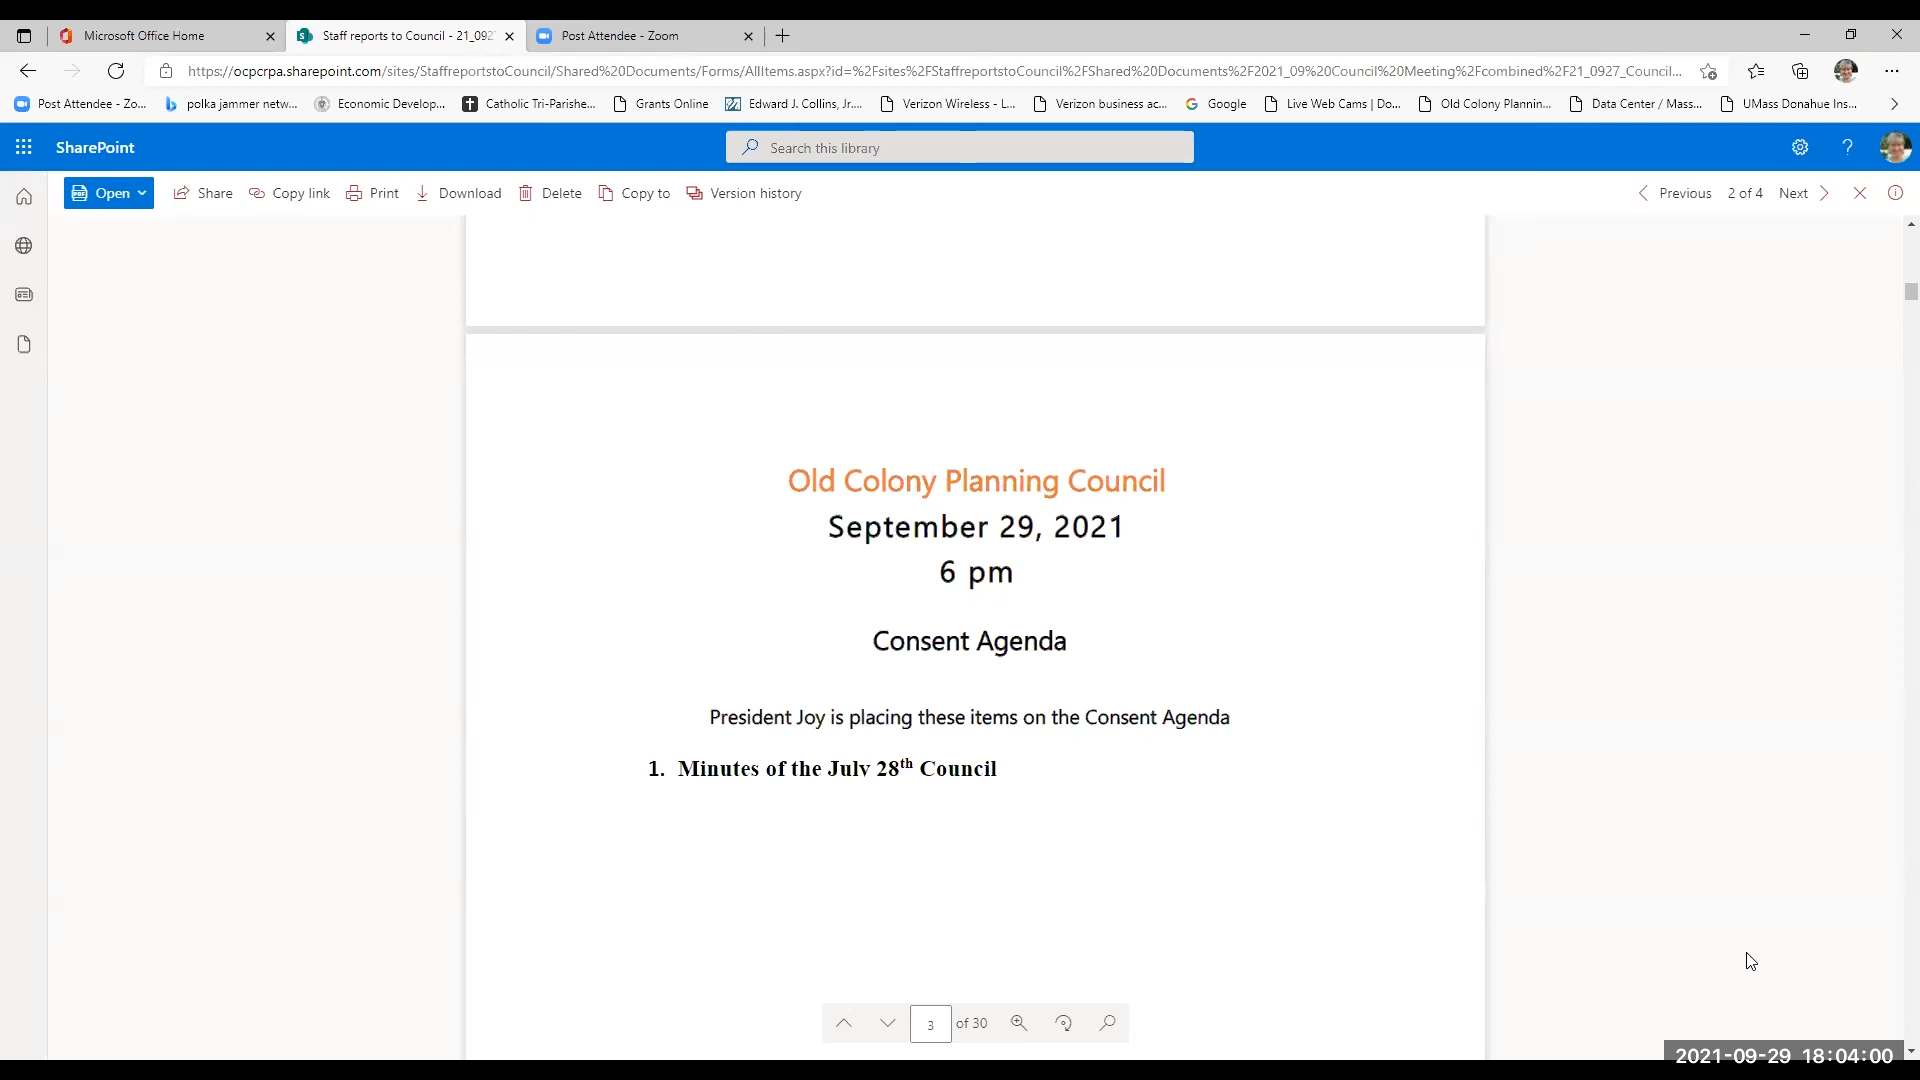 Microsoft Office Home
Staff reports to Council - 21_092
Post Attendee - Zoom
https://ocpcrpa.sharepoint.com/sites/StaffreportstoCouncil/Shared%20Documents/Forms/AllItems.aspx?id=%2Fsites%2FStaffreportstoCouncil%2FShared%20Documents%2F2021_09%20Council%20Meeting%2Fcombined%2F21_0927_Council...
Post Attendee - Zo...
polka jammer netw...
Economic Develop...
Catholic Tri-Parishe...
Grants Online
Edward J. Collins, Jr....
Verizon Wireless - L...
Verizon business ac...
Google
Live Web Cams | Do...
Old Colony Plannin...
Data Center / Mass...
UMass Donahue Ins...
SharePoint
Search this library
?
PDF
Open
Share
Copy link
Print
Download
Delete
Copy to
Version history
Previous
2 of 4
Next
Old Colony Planning Council
September 29, 2021
6 pm
Consent Agenda
President Joy is placing these items on the Consent Agenda
1. Minutes of the July 28th Council
3 of 30
2021-09-29 18:04:00